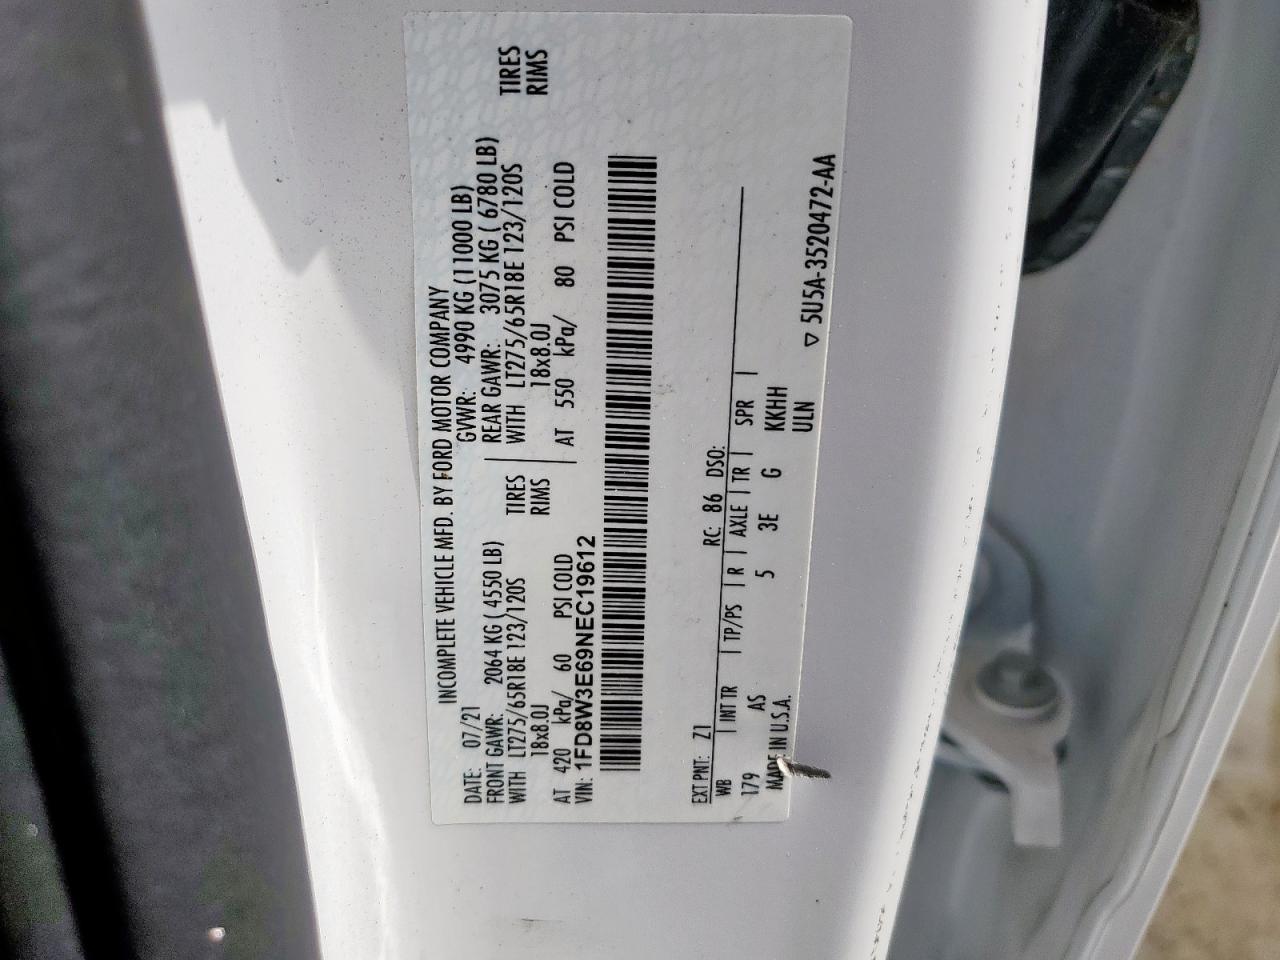 INCOMPLETE VEHICLE MFD. BY FORD MOTOR COMPANY
DATE: 07/21 GVWR: 4990 KG (11000 LB)
FRONT GAWR: 2064 KG ( 4550 LB) REAR GAWR: 3075 KG ( 6780 LB)
WITH LT275/65R18E 123/120S TIRES WITH LT275/65R18E 123/120S TIRES
18x8.0J RIMS 18x8.0J RIMS
AT 420 kPa/ 60 PSI COLD AT 550 kPa/ 80 PSI COLD
VIN: 1FD8W3E69NEC19612
EXT PNT: Z1 RC: 86 DSO:
WB | INT TR | TP/PS | R | AXLE | TR | SPR |
179 AS 5 3E G KKHH
MADE IN U.S.A. ULN
▽ 5U5A-3520472-AA